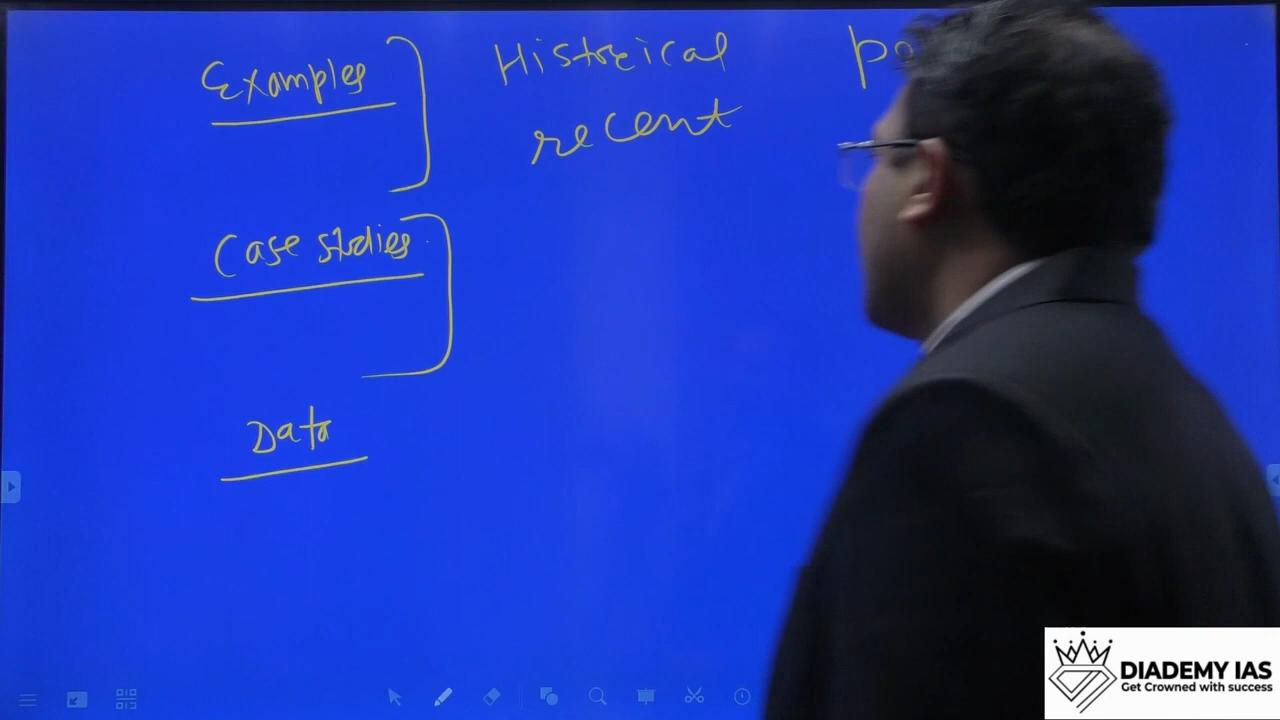 Examples
Historical
recent
Case studies
Data
DIADEMY IAS
Get Crowned with success